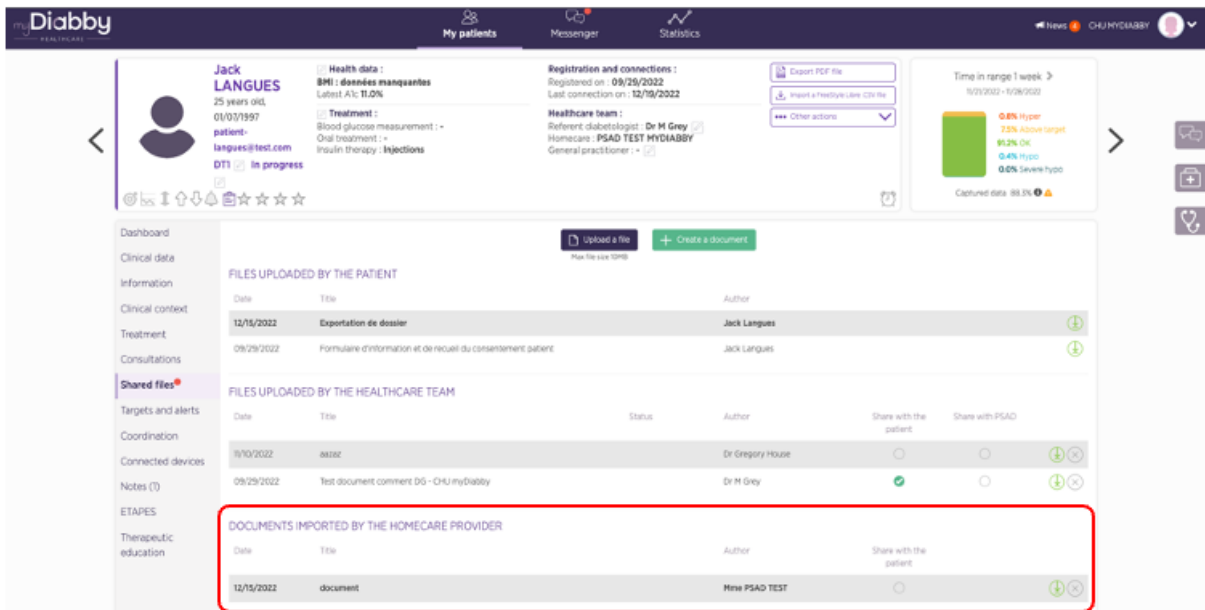 myDiabby
HEALTHCARE
My patients
Messenger
Statistics
News 4
CHU MYDIABBY
Jack
LANGUES
25 years old,
01/07/1997
patient-
langues@test.com
DT1 In progress
Health data :
BMI : données manquantes
Latest A1c 11.0%
Treatment :
Blood glucose measurement : -
Oral treatment : -
Insulin therapy : Injections
Registration and connections :
Registered on : 09/29/2022
Last connection on : 12/19/2022
Healthcare team :
Referent diabetologist : Dr M Grey
Homecare : PSAD TEST MYDIABBY
General practitioner : -
Export PDF file
Import a FreeStyle Libre CSV file
Other actions
Time in range 1 week
11/21/2022 - 11/28/2022
0.8% Hyper
7.5% Above target
91.2% OK
0.4% Hypo
0.0% Severe hypo
Captured data 88.3%
Dashboard
Clinical data
Information
Clinical context
Treatment
Consultations
Shared files
Targets and alerts
Coordination
Connected devices
Notes (1)
ETAPES
Therapeutic
education
Upload a file
Max file size 10MB
+ Create a document
FILES UPLOADED BY THE PATIENT
Date Title Author
12/15/2022 Exportation de dossier Jack Langues
09/29/2022 Formulaire d'information et de recueil du consentement patient Jack Langues
FILES UPLOADED BY THE HEALTHCARE TEAM
Date Title Status Author Share with the patient Share with PSAD
11/10/2022 aazaz Dr Gregory House
09/29/2022 Test document comment DG - CHU myDiabby Dr M Grey
DOCUMENTS IMPORTED BY THE HOMECARE PROVIDER
Date Title Author Share with the patient
12/15/2022 document Mme PSAD TEST